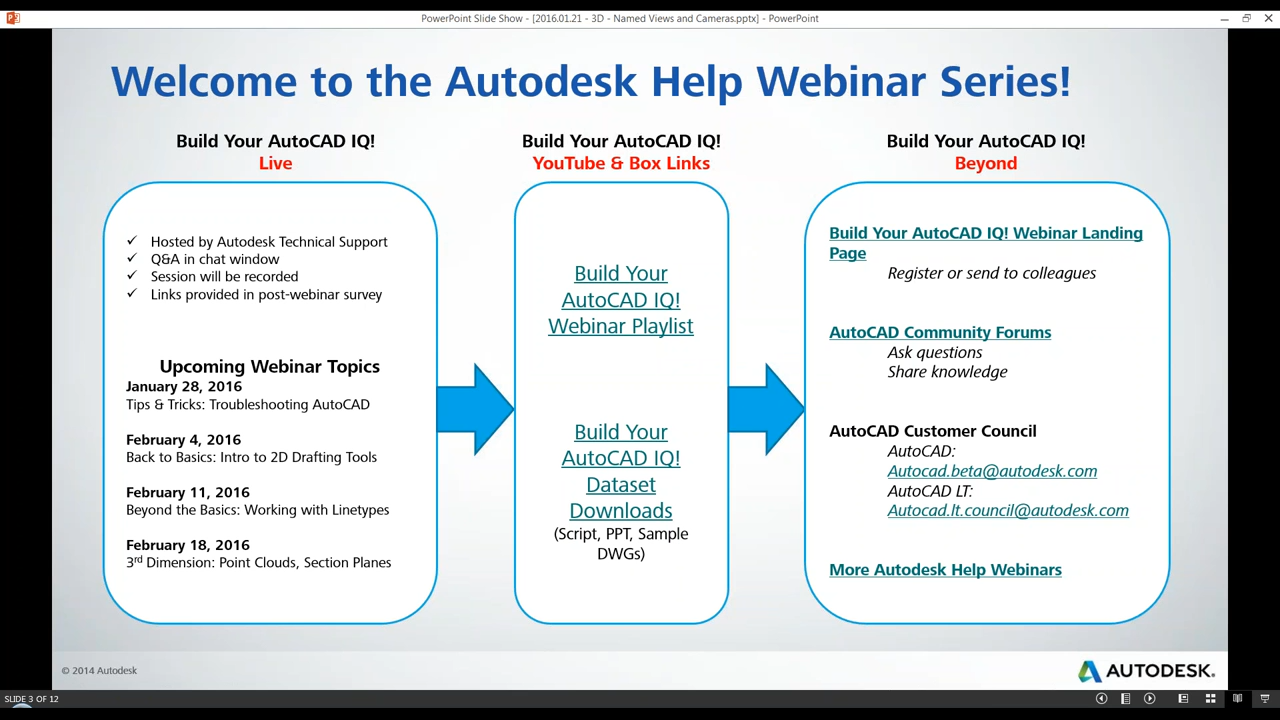 PowerPoint Slide Show - [2016.01.21 - 3D - Named Views and Cameras.pptx] - PowerPoint
Welcome to the Autodesk Help Webinar Series!
Build Your AutoCAD IQ!
Live
✓ Hosted by Autodesk Technical Support
✓ Q&A in chat window
✓ Session will be recorded
✓ Links provided in post-webinar survey
Upcoming Webinar Topics
January 28, 2016
Tips & Tricks: Troubleshooting AutoCAD
February 4, 2016
Back to Basics: Intro to 2D Drafting Tools
February 11, 2016
Beyond the Basics: Working with Linetypes
February 18, 2016
3rd Dimension: Point Clouds, Section Planes
Build Your AutoCAD IQ!
YouTube & Box Links
Build Your
AutoCAD IQ!
Webinar Playlist
Build Your
AutoCAD IQ!
Dataset
Downloads
(Script, PPT, Sample
DWGs)
Build Your AutoCAD IQ!
Beyond
Build Your AutoCAD IQ! Webinar Landing
Page
Register or send to colleagues
AutoCAD Community Forums
Ask questions
Share knowledge
AutoCAD Customer Council
AutoCAD:
Autocad.beta@autodesk.com
AutoCAD LT:
Autocad.lt.council@autodesk.com
More Autodesk Help Webinars
© 2014 Autodesk
AUTODESK.
SLIDE 3 OF 12